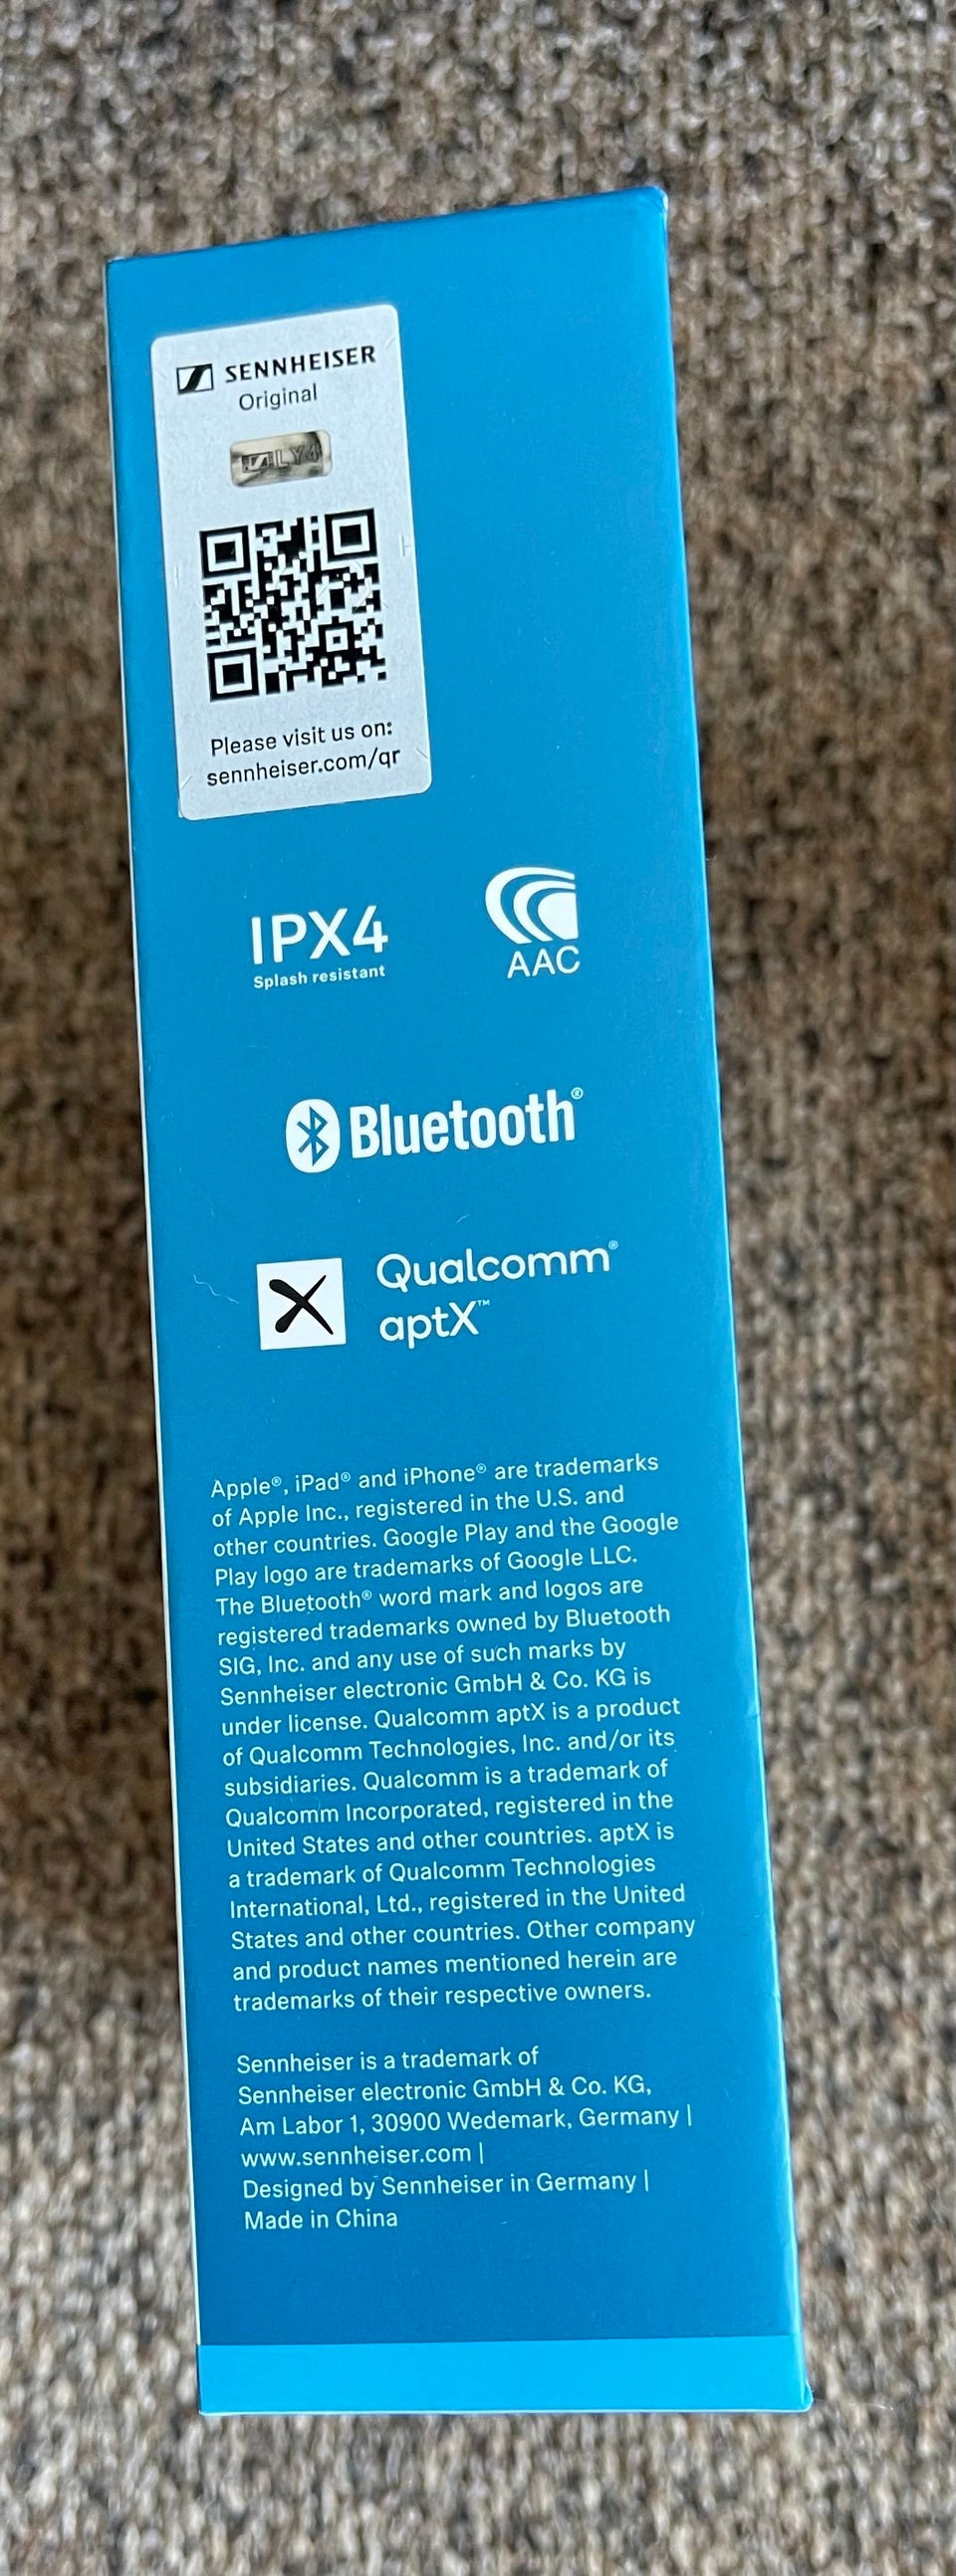 SENNHEISER
Original
LY4
Please visit us on:
sennheiser.com/qr
IPX4
Splash resistant
AAC
Bluetooth®
Qualcomm®
aptX™
Apple®, iPad® and iPhone® are trademarks
of Apple Inc., registered in the U.S. and
other countries. Google Play and the Google
Play logo are trademarks of Google LLC.
The Bluetooth® word mark and logos are
registered trademarks owned by Bluetooth
SIG, Inc. and any use of such marks by
Sennheiser electronic GmbH & Co. KG is
under license. Qualcomm aptX is a product
of Qualcomm Technologies, Inc. and/or its
subsidiaries. Qualcomm is a trademark of
Qualcomm Incorporated, registered in the
United States and other countries. aptX is
a trademark of Qualcomm Technologies
International, Ltd., registered in the United
States and other countries. Other company
and product names mentioned herein are
trademarks of their respective owners.
Sennheiser is a trademark of
Sennheiser electronic GmbH & Co. KG,
Am Labor 1, 30900 Wedemark, Germany |
www.sennheiser.com |
Designed by Sennheiser in Germany |
Made in China